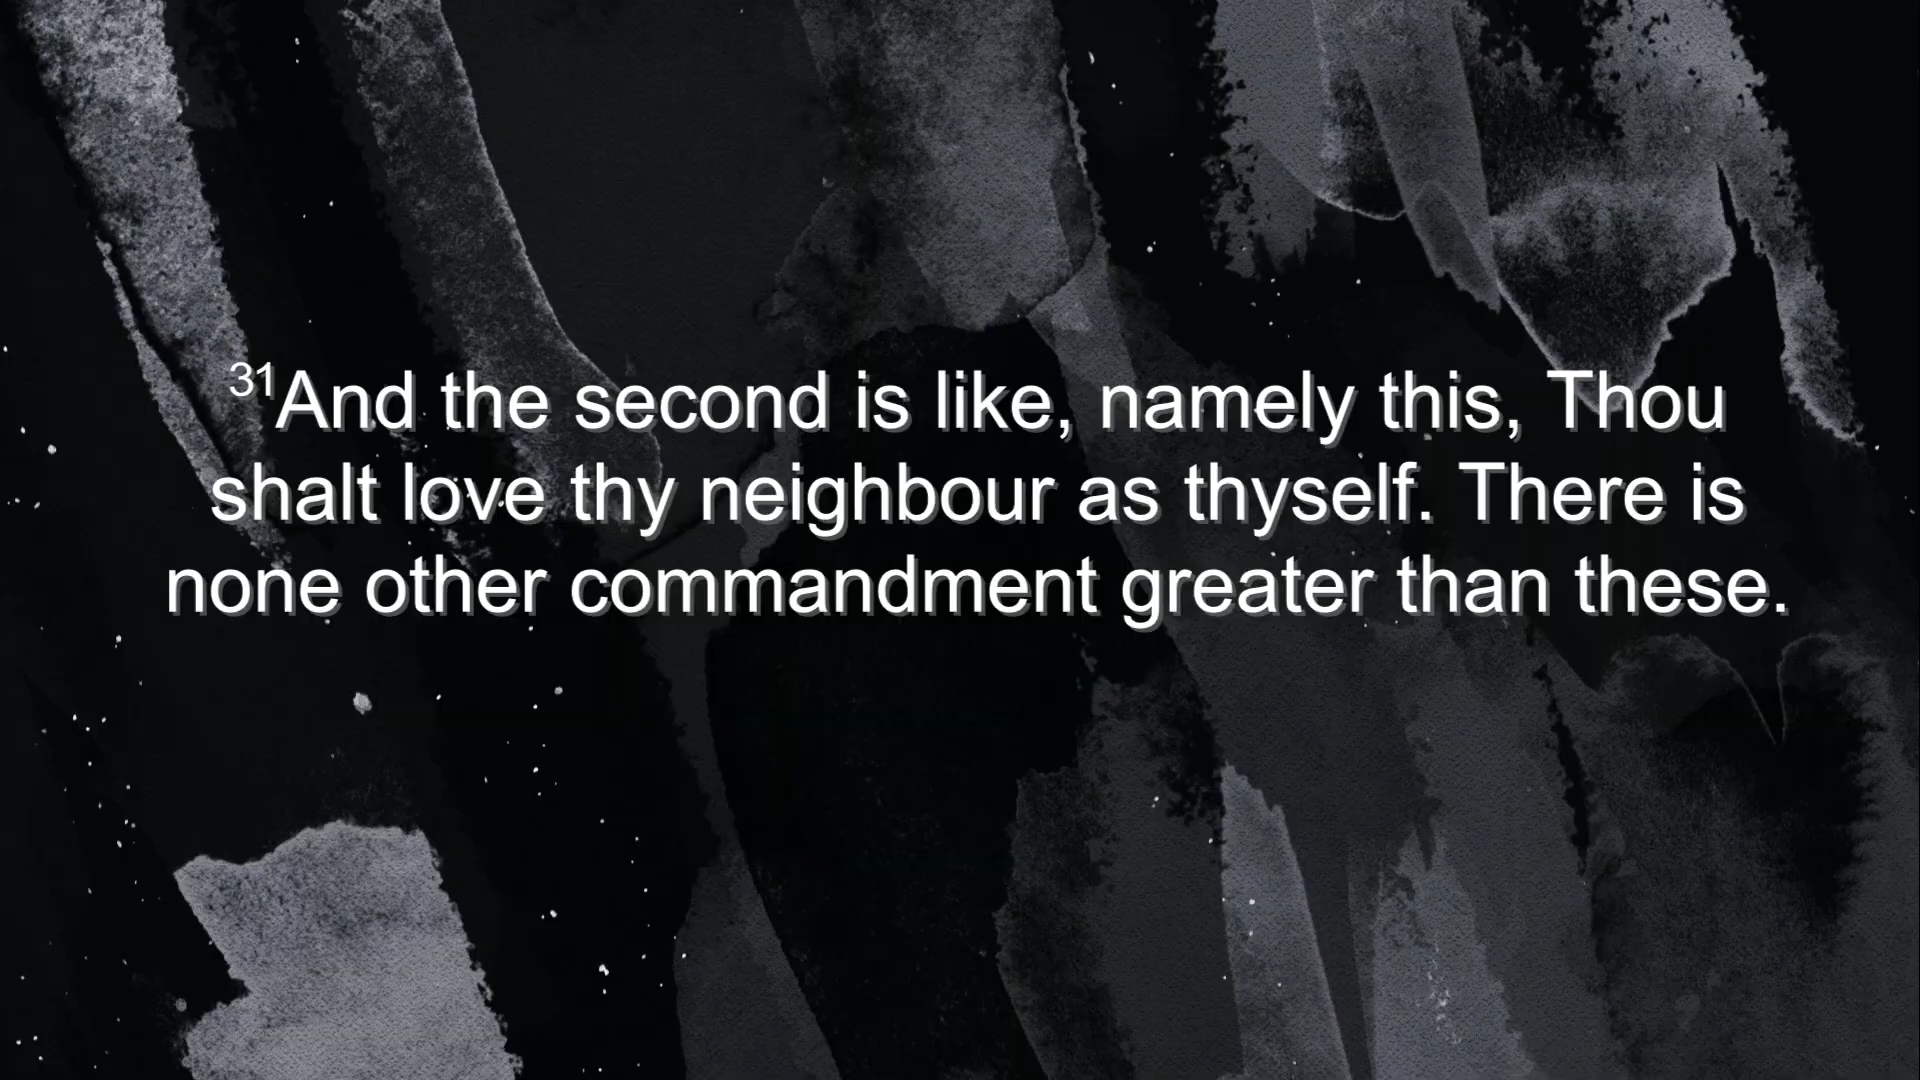 31And the second is like, namely this, Thou
shalt love thy neighbour as thyself. There is
none other commandment greater than these.